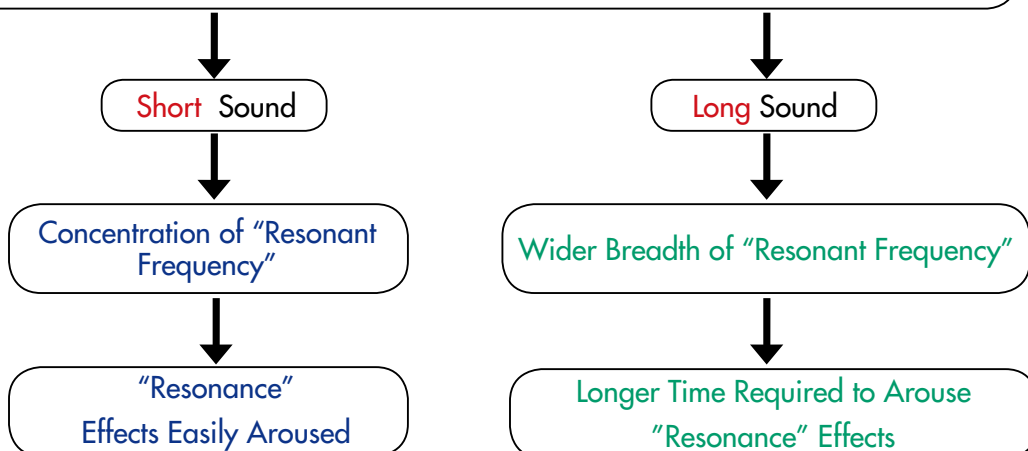 Short Sound
Long Sound
Concentration of “Resonant
Frequency”
Wider Breadth of “Resonant Frequency”
“Resonance”
Effects Easily Aroused
Longer Time Required to Arouse
“Resonance” Effects